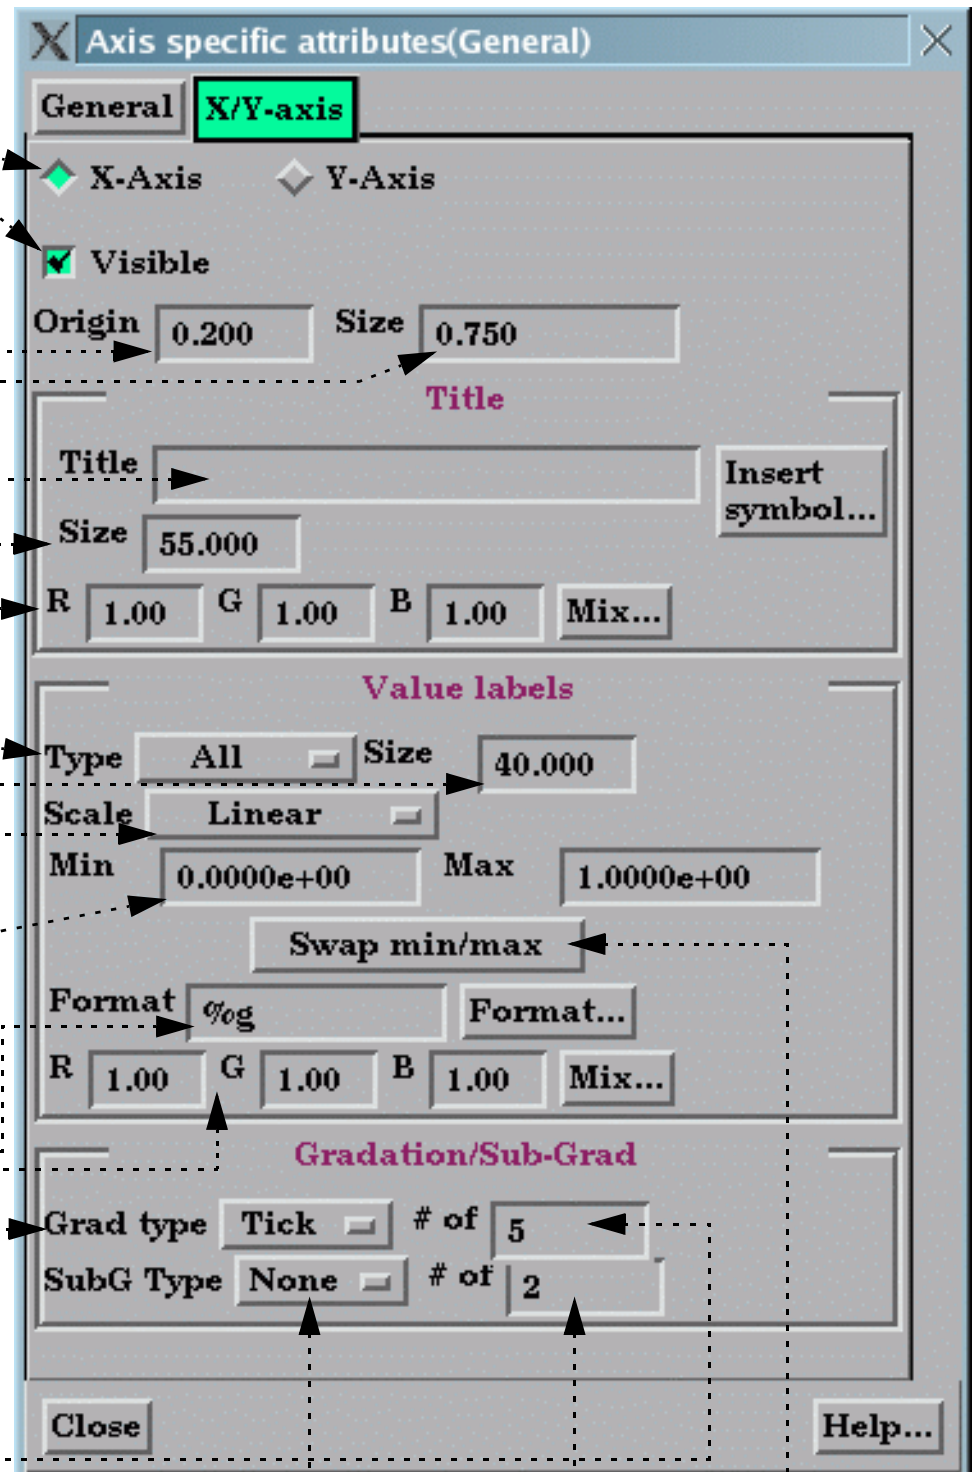 Axis specific attributes(General)
General X/Y-axis
X-Axis Y-Axis
Visible
Origin 0.200 Size 0.750
Title
Title Insert symbol...
Size 55.000
R 1.00 G 1.00 B 1.00 Mix...
Value labels
Type All Size 40.000
Scale Linear
Min 0.0000e+00 Max 1.0000e+00
Swap min/max
Format %g Format...
R 1.00 G 1.00 B 1.00 Mix...
Gradation/Sub-Grad
Grad type Tick # of 5
SubG Type None # of 2
Close Help...